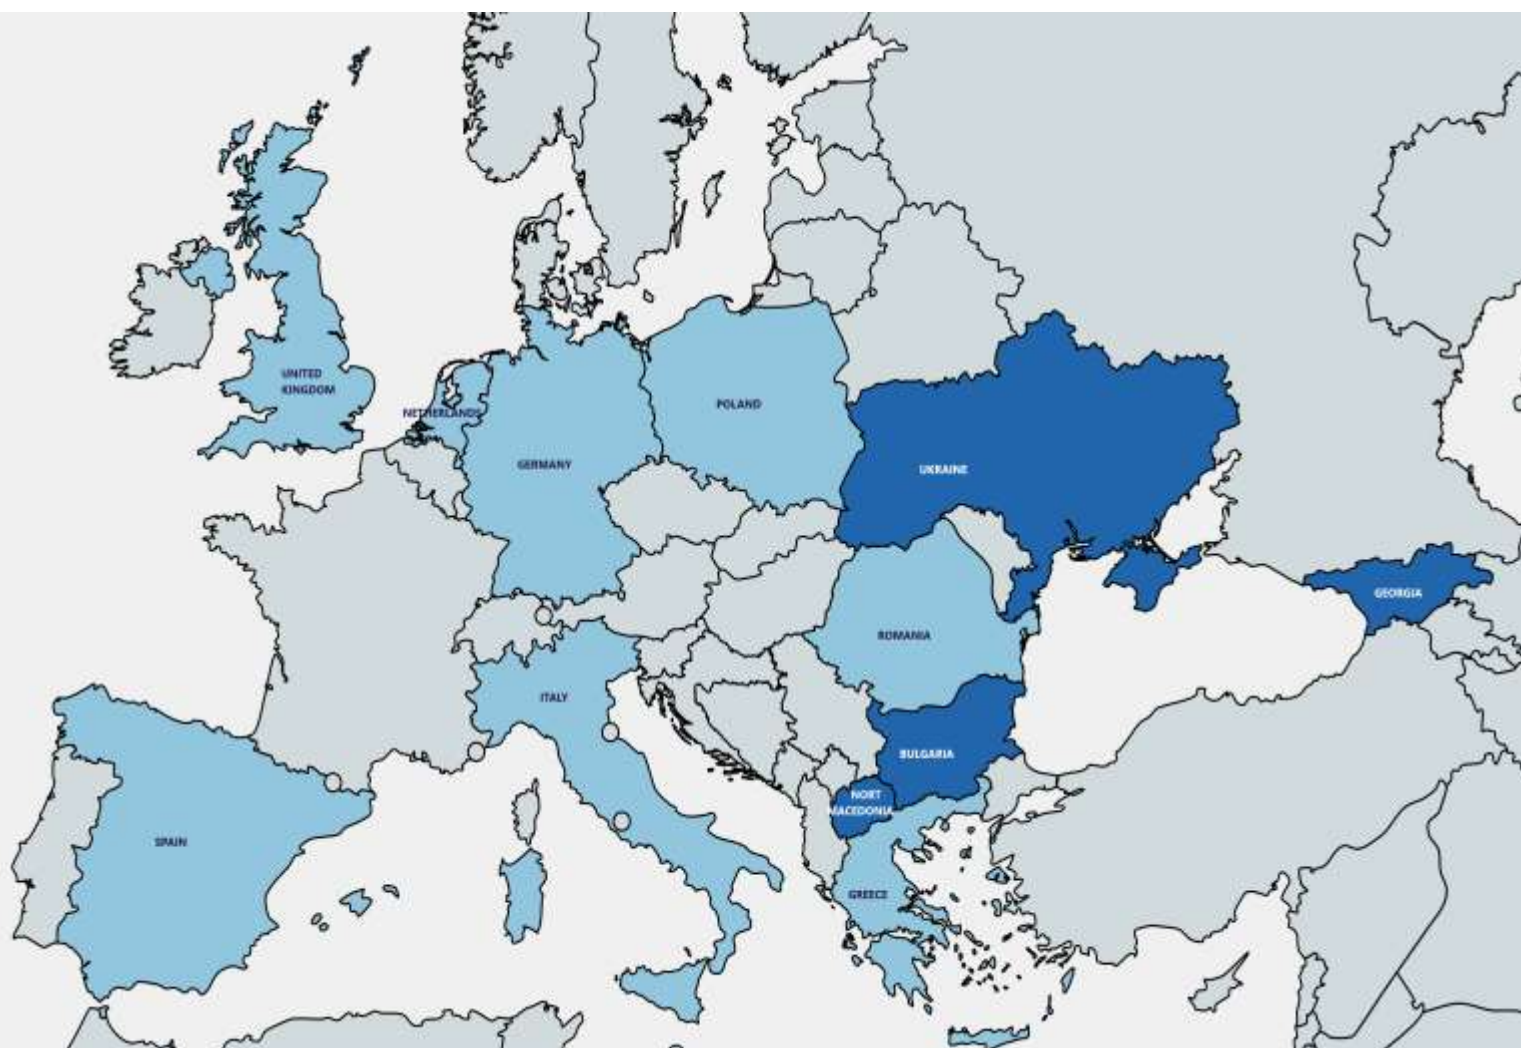 UNITED
KINGDOM
NETHERLANDS
POLAND
GERMANY
UKRAINE
GEORGIA
ROMANIA
ITALY
BULGARIA
NORT
MACEDONIA
SPAIN
GREECE